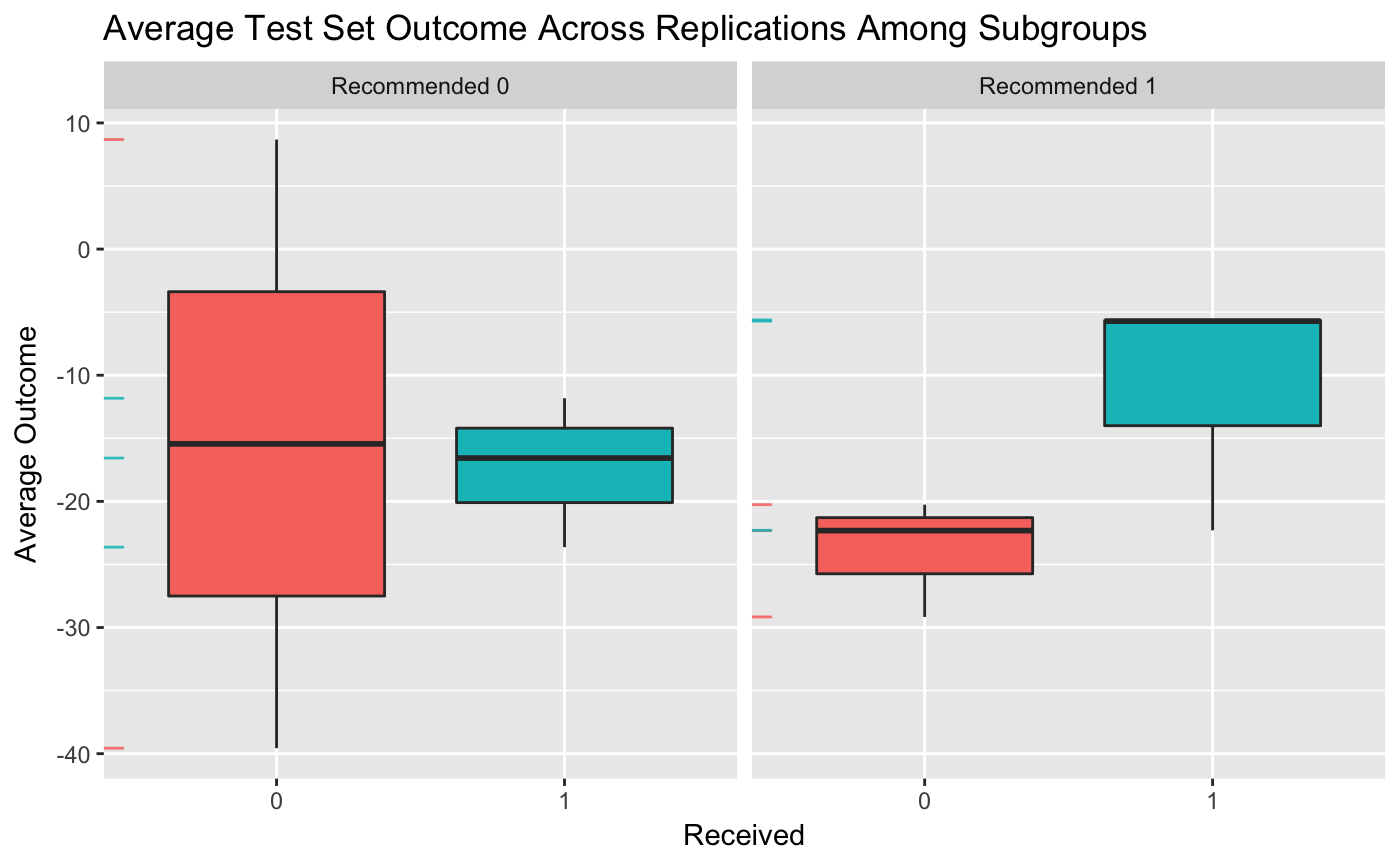 Average Test Set Outcome Across Replications Among Subgroups
Recommended 0
Recommended 1
10
0
-10
-20
-30
-40
Average Outcome
0
1
0
1
Received